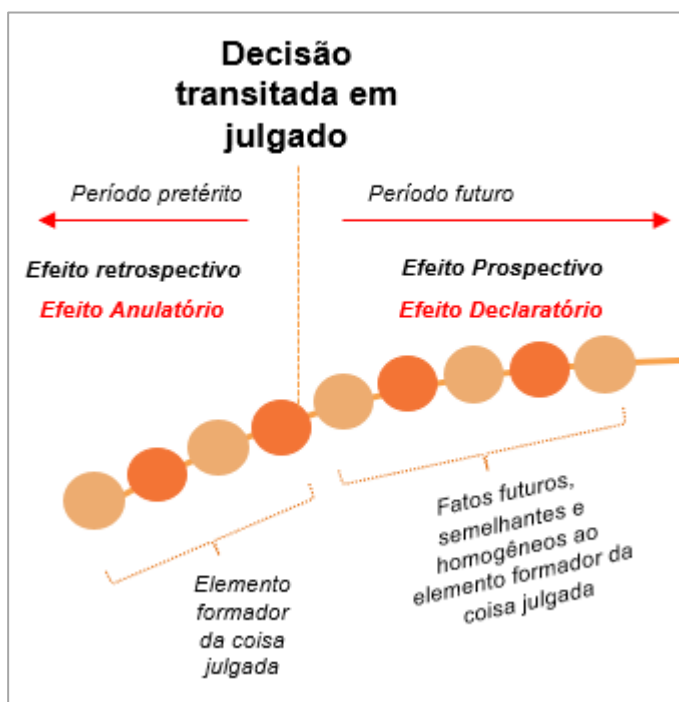 Decisão
transitada em
julgado
Período pretérito
Período futuro
Efeito retrospectivo
Efeito Prospectivo
Efeito Anulatório
Efeito Declaratório
Elemento
formador
da coisa
julgada
Fatos futuros,
semelhantes e
homogêneos ao
elemento formador da
coisa julgada